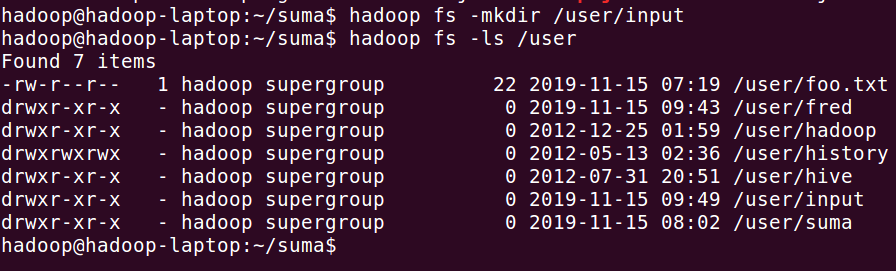 hadoop@hadoop-laptop:~/suma$ hadoop fs -mkdir /user/input
hadoop@hadoop-laptop:~/suma$ hadoop fs -ls /user
Found 7 items
-rw-r--r--   1 hadoop supergroup         22 2019-11-15 07:19 /user/foo.txt
drwxr-xr-x   - hadoop supergroup          0 2019-11-15 09:43 /user/fred
drwxr-xr-x   - hadoop supergroup          0 2012-12-25 01:59 /user/hadoop
drwxrwxrwx   - hadoop supergroup          0 2012-05-13 02:36 /user/history
drwxr-xr-x   - hadoop supergroup          0 2012-07-31 20:51 /user/hive
drwxr-xr-x   - hadoop supergroup          0 2019-11-15 09:49 /user/input
drwxr-xr-x   - hadoop supergroup          0 2019-11-15 08:02 /user/suma
hadoop@hadoop-laptop:~/suma$